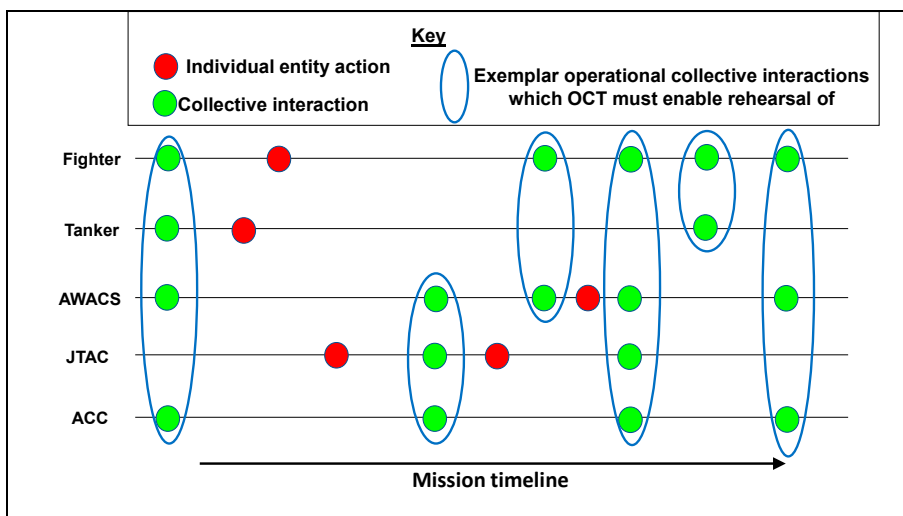 Key
Individual entity action
Collective interaction
Exemplar operational collective interactions
which OCT must enable rehearsal of
Fighter
Tanker
AWACS
JTAC
ACC
Mission timeline